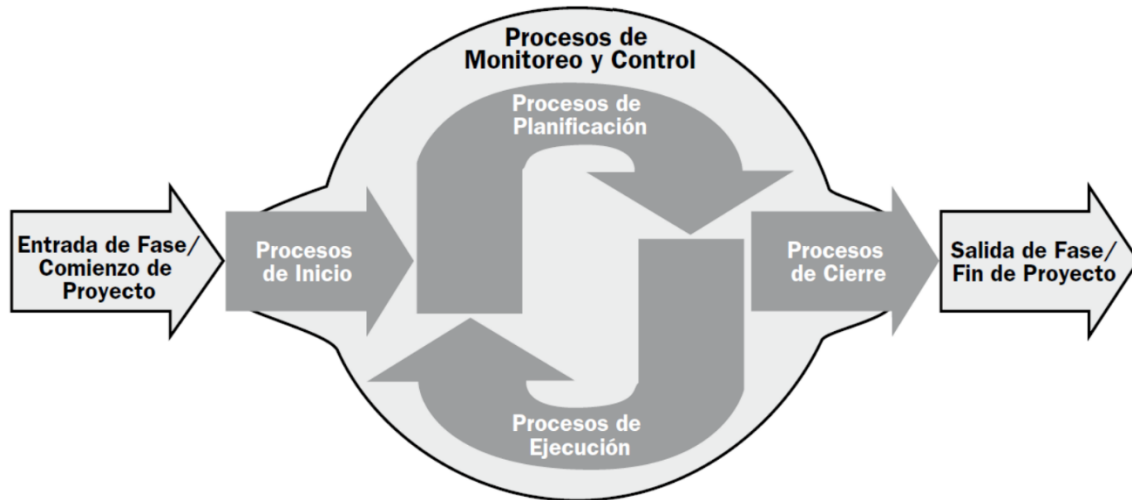 Procesos de
Monitoreo y Control
Procesos de
Planificación
Entrada de Fase/
Comienzo de
Proyecto
Procesos
de Inicio
Procesos
de Cierre
Salida de Fase/
Fin de Proyecto
Procesos de
Ejecución